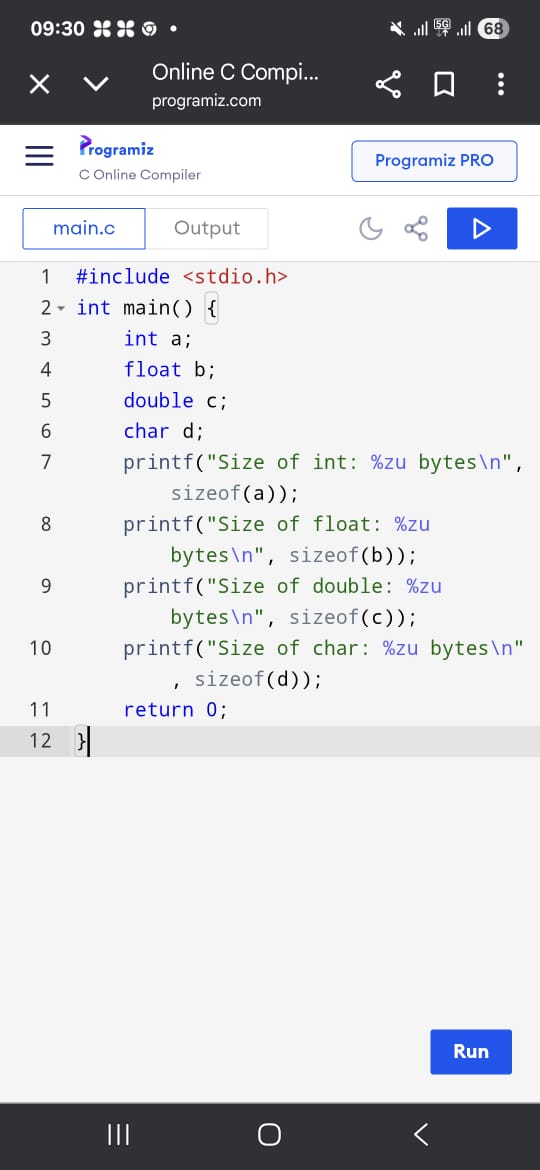 09:30
5G
68
Online C Compi...
programiz.com
Programiz
C Online Compiler
Programiz PRO
main.c
Output
1 #include <stdio.h>
2 int main() {
3 int a;
4 float b;
5 double c;
6 char d;
7 printf("Size of int: %zu bytes\n",
sizeof(a));
8 printf("Size of float: %zu
bytes\n", sizeof(b));
9 printf("Size of double: %zu
bytes\n", sizeof(c));
10 printf("Size of char: %zu bytes\n"
, sizeof(d));
11 return 0;
12 }
Run